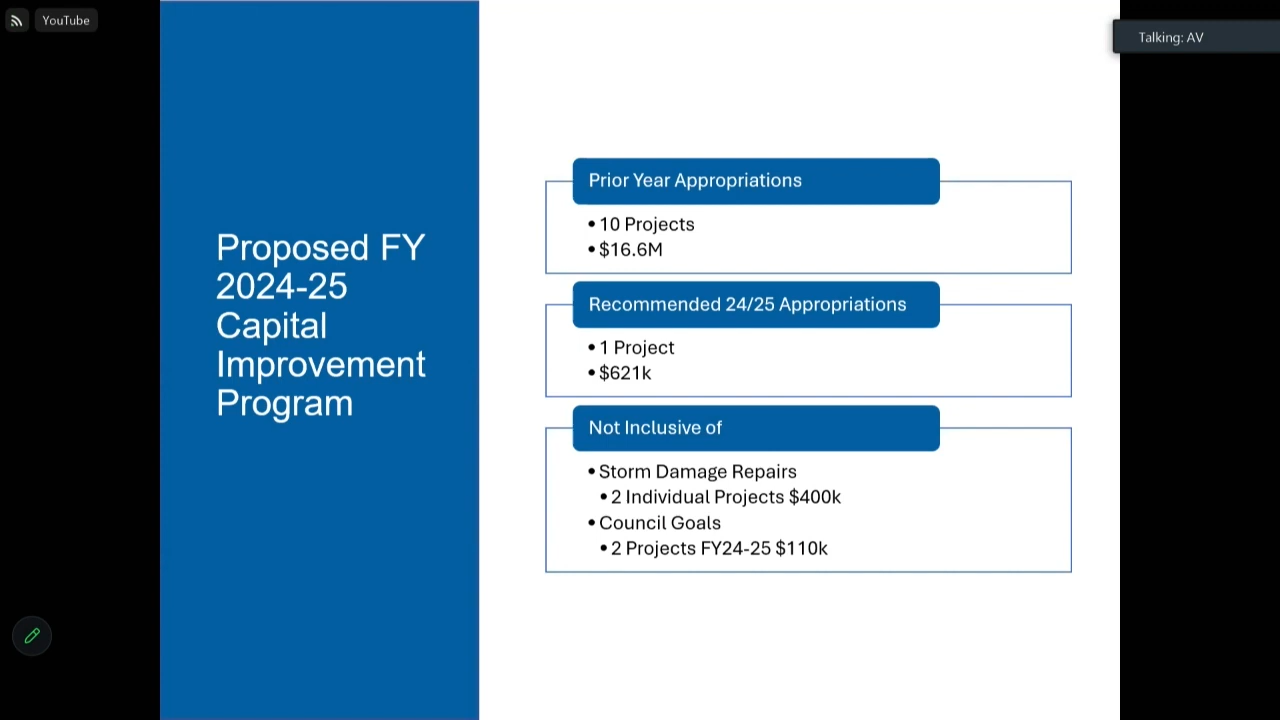 YouTube
Talking: AV
Proposed FY
2024-25
Capital
Improvement
Program
Prior Year Appropriations
• 10 Projects
• $16.6M
Recommended 24/25 Appropriations
• 1 Project
• $621k
Not Inclusive of
• Storm Damage Repairs
• 2 Individual Projects $400k
• Council Goals
• 2 Projects FY24-25 $110k